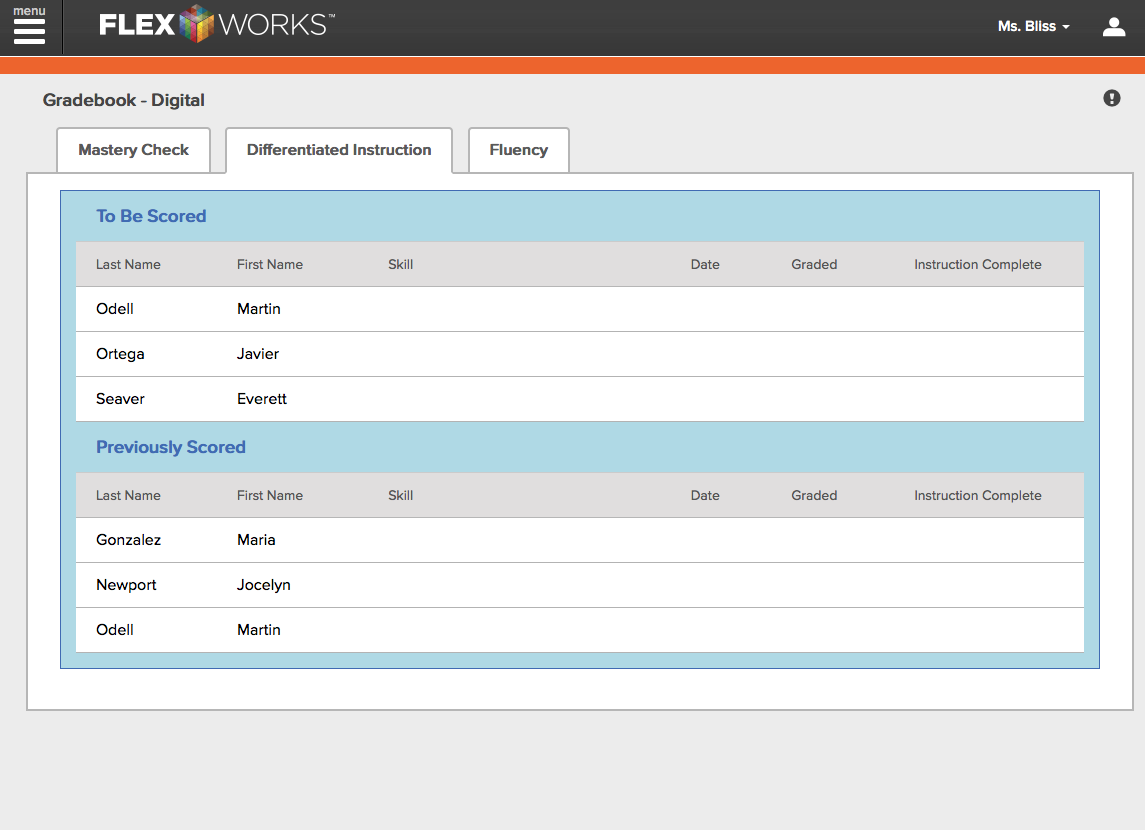 menu
FLEXWORKS™
Ms. Bliss
Gradebook - Digital
Mastery Check Differentiated Instruction Fluency
To Be Scored
Last Name First Name Skill Date Graded Instruction Complete
Odell Martin
Ortega Javier
Seaver Everett
Previously Scored
Last Name First Name Skill Date Graded Instruction Complete
Gonzalez Maria
Newport Jocelyn
Odell Martin